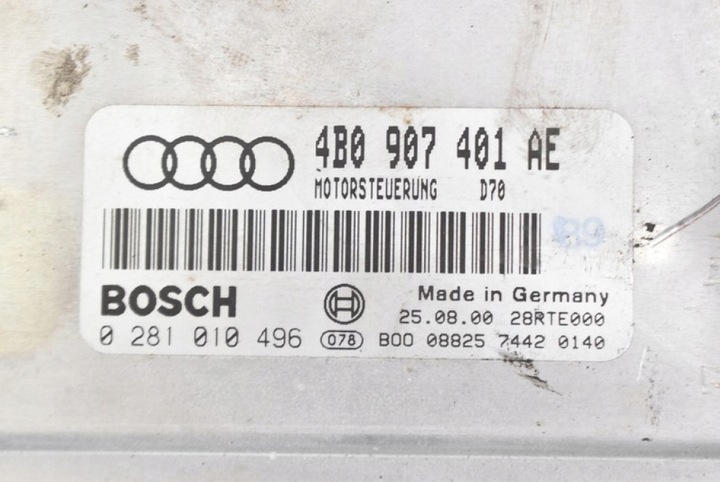 4B0 907 401 AE
MOTORSTEUERUNG D70
89
BOSCH
Made in Germany
25.08.00 28RTE000
0 281 010 496 078 B00 08825 7442 0140